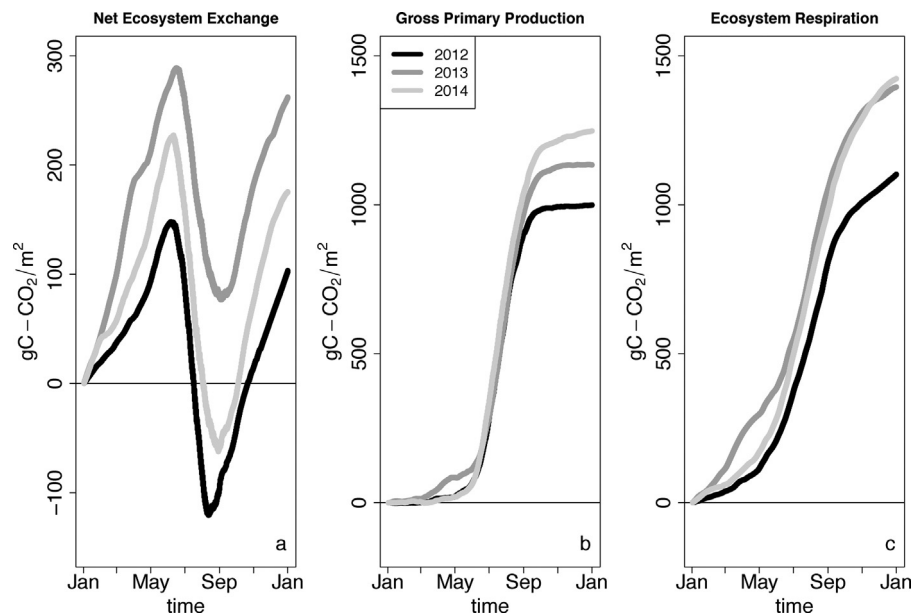 Net Ecosystem Exchange
gC − CO2/m2
300
200
100
0
−100
Jan May Sep Jan
time
a
Gross Primary Production
2012
2013
2014
gC − CO2/m2
1500
1000
500
0
Jan May Sep Jan
time
b
Ecosystem Respiration
gC − CO2/m2
1500
1000
500
0
Jan May Sep Jan
time
c